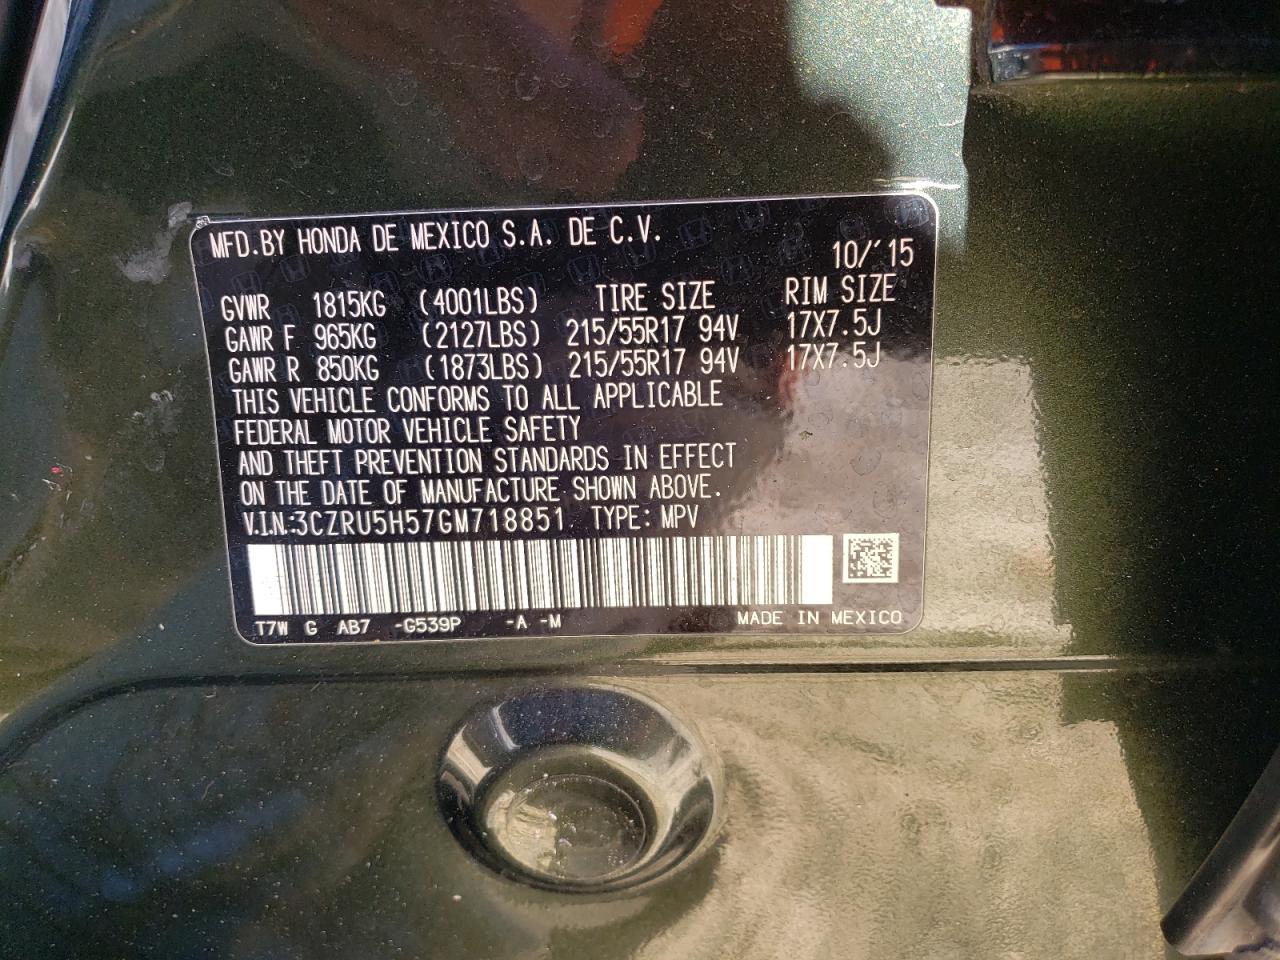 MFD.BY HONDA DE MEXICO S.A. DE C.V.
10/'15
GVWR 1815KG (4001LBS) TIRE SIZE RIM SIZE
GAWR F 965KG (2127LBS) 215/55R17 94V 17X7.5J
GAWR R 850KG (1873LBS) 215/55R17 94V 17X7.5J
THIS VEHICLE CONFORMS TO ALL APPLICABLE
FEDERAL MOTOR VEHICLE SAFETY
AND THEFT PREVENTION STANDARDS IN EFFECT
ON THE DATE OF MANUFACTURE SHOWN ABOVE.
V.I.N.:3CZRU5H57GM718851 TYPE: MPV
T7W G AB7 -G539P -A -M MADE IN MEXICO